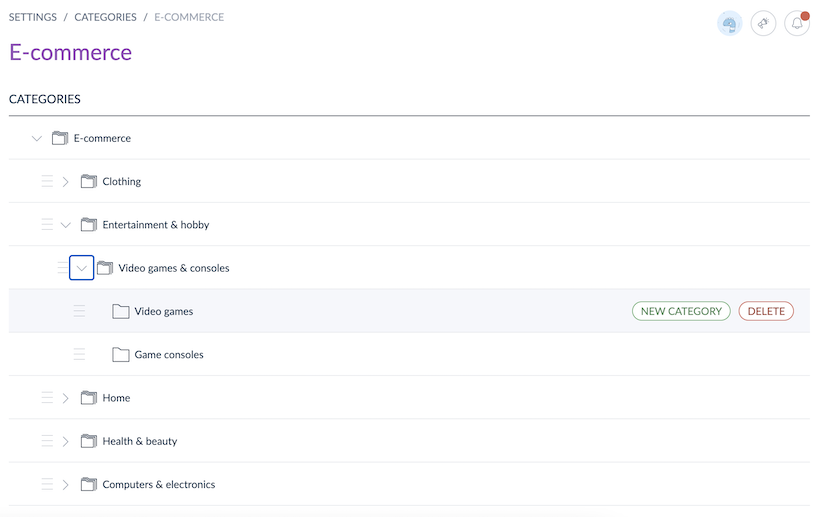 SETTINGS / CATEGORIES / E-COMMERCE
E-commerce
CATEGORIES
E-commerce
Clothing
Entertainment & hobby
Video games & consoles
Video games NEW CATEGORY DELETE
Game consoles
Home
Health & beauty
Computers & electronics